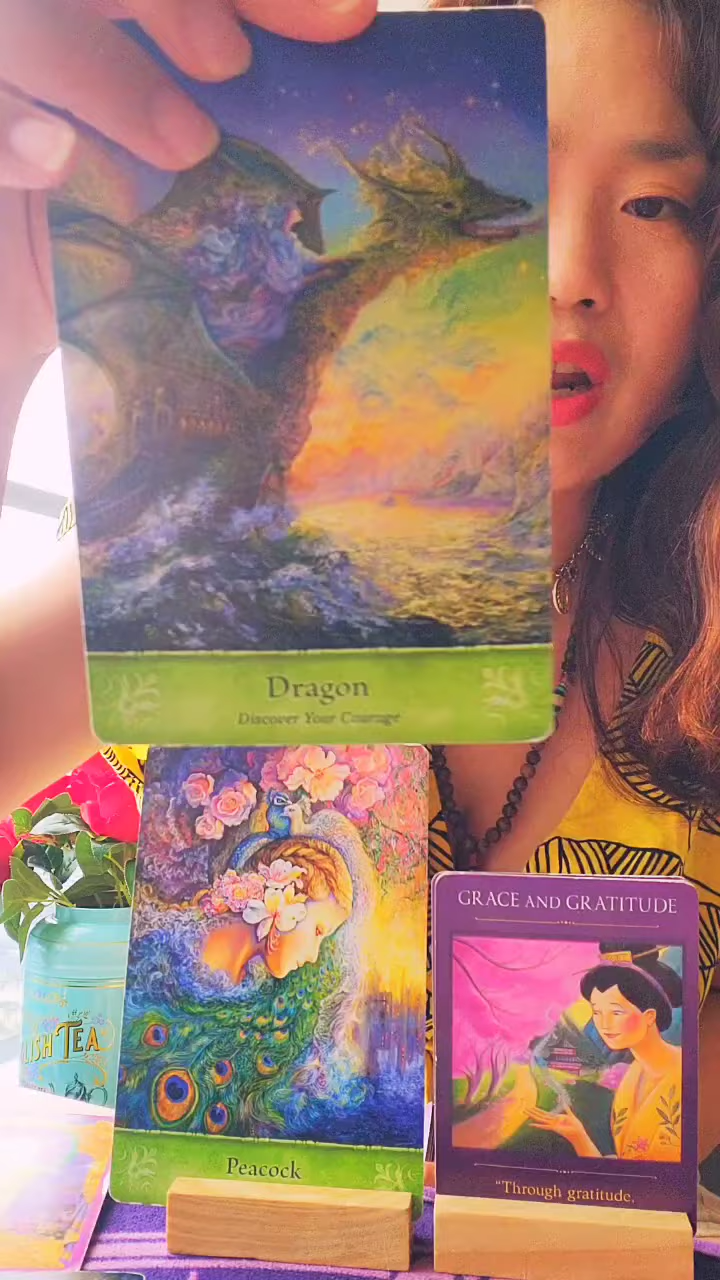 Dragon
Discover Your Courage
GRACE AND GRATITUDE
LISH TEA
Peacock
"Through gratitude,